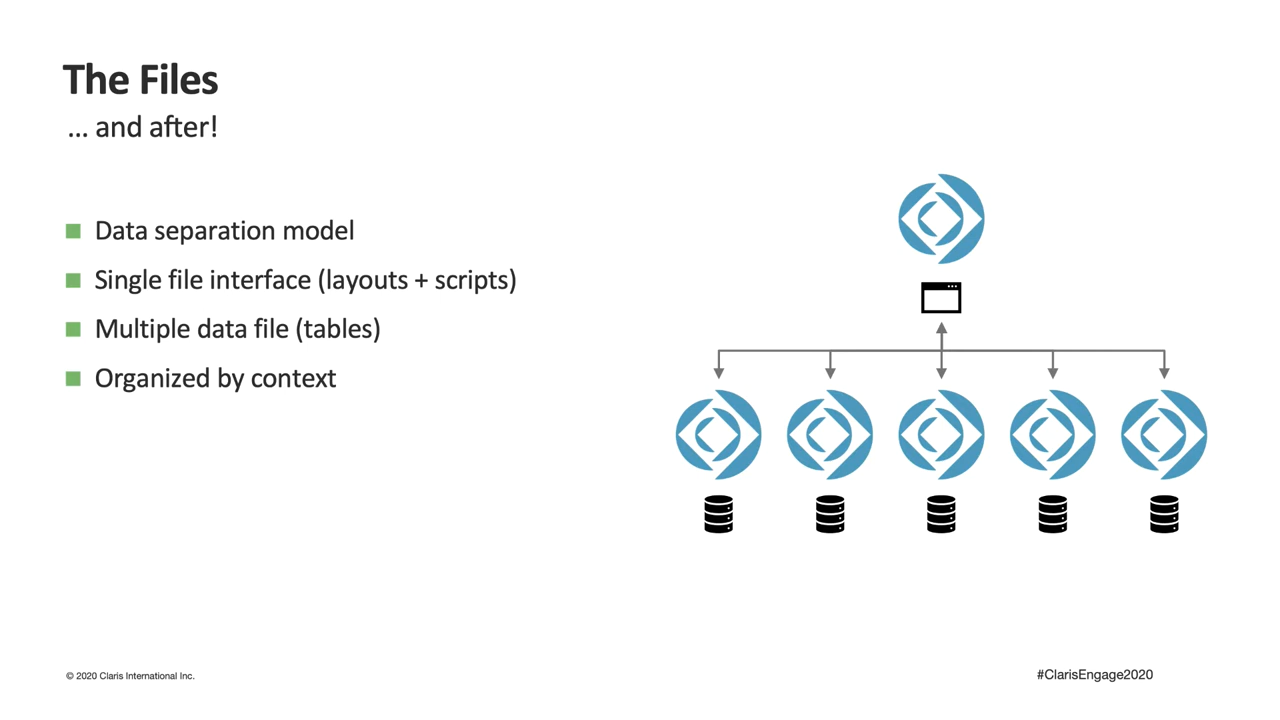 The Files
... and after!
Data separation model
Single file interface (layouts + scripts)
Multiple data file (tables)
Organized by context
© 2020 Claris International Inc.
#ClarisEngage2020